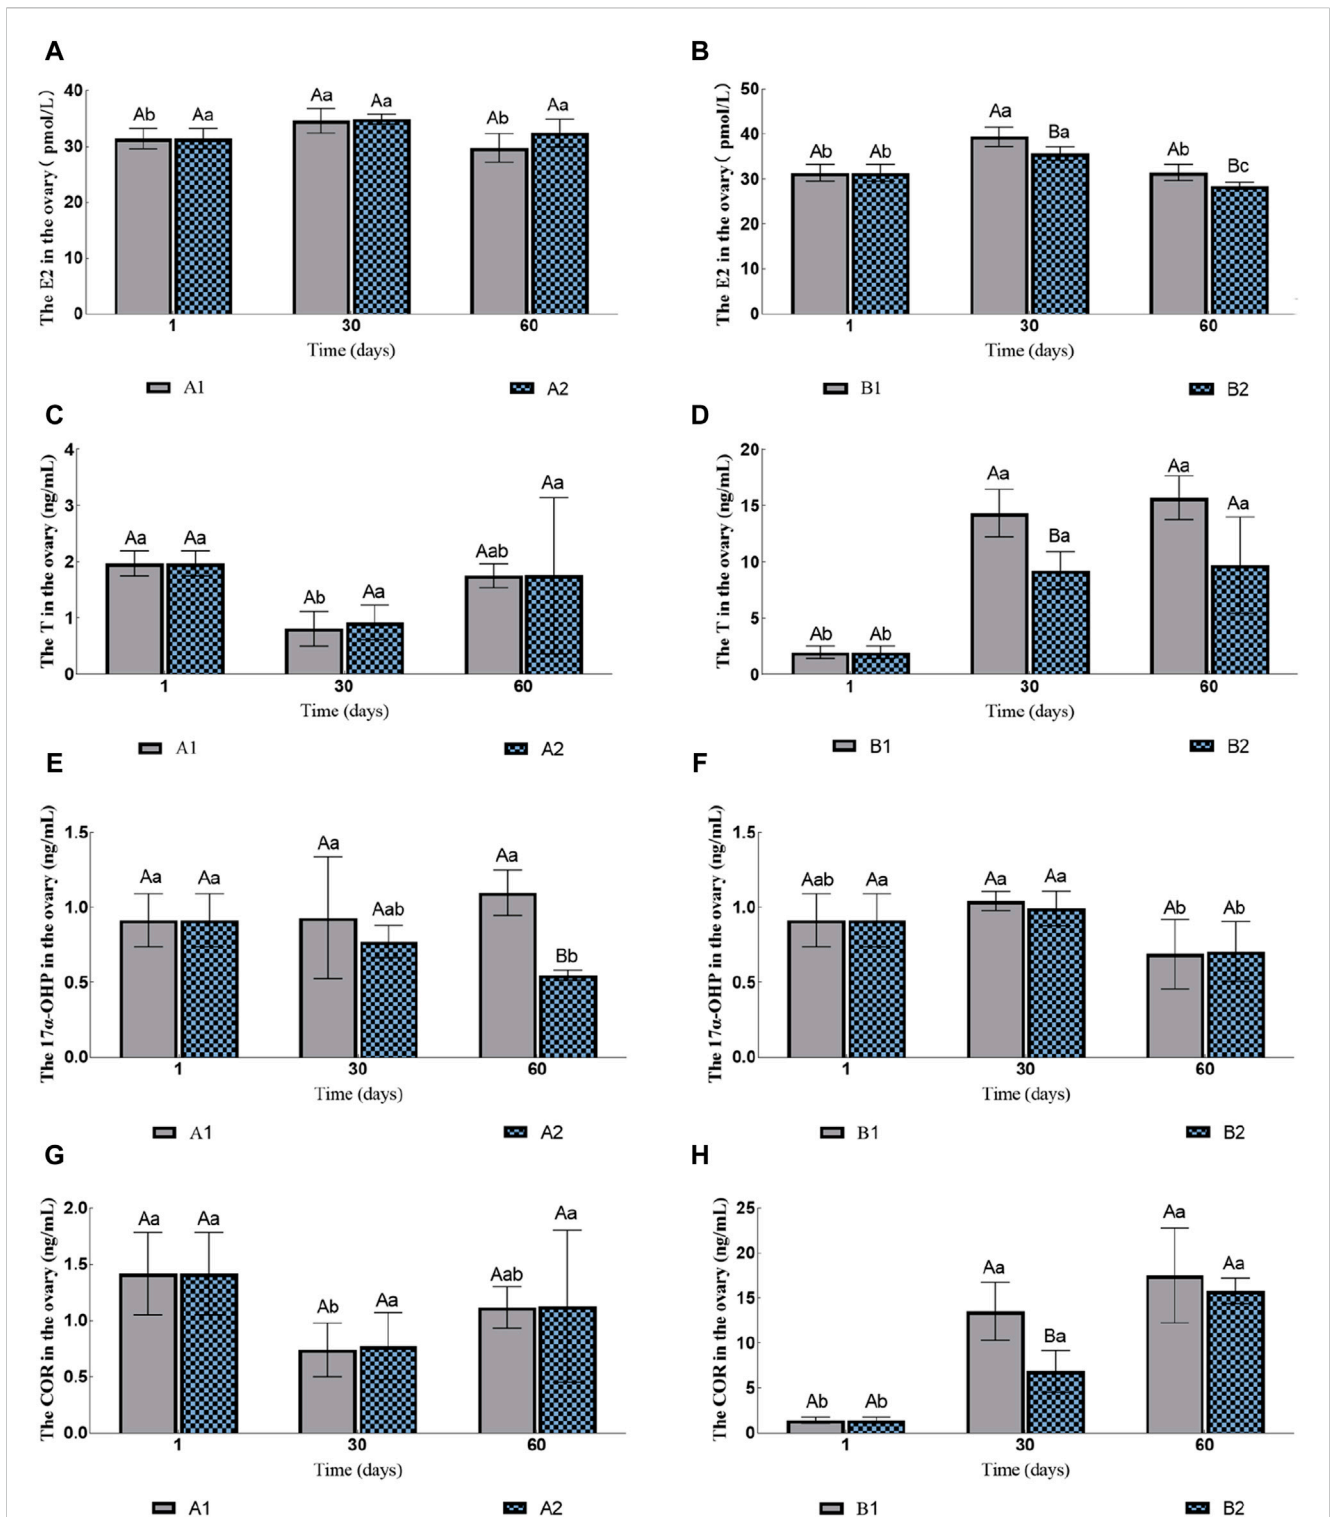 A
The E2 in the ovary ( pmol/L)
40
30
20
10
0
Ab Aa
Aa Aa
Ab Aa
1 30 60
Time (days)
A1 A2
B
The E2 in the ovary ( pmol/L)
50
40
30
20
10
0
Ab Ab
Aa Ba
Ab Bc
1 30 60
Time (days)
B1 B2
C
The T in the ovary (ng/mL)
4
3
2
1
0
Aa Aa
Ab Aa
Aab Aa
1 30 60
Time (days)
A1 A2
D
The T in the ovary (ng/mL)
20
15
10
5
0
Ab Ab
Aa Ba
Aa Aa
1 30 60
Time (days)
B1 B2
E
The 17α-OHP in the ovary (ng/mL)
1.5
1.0
0.5
0.0
Aa Aa
Aa Aab
Aa Bb
1 30 60
Time (days)
A1 A2
F
The 17α-OHP in the ovary (ng/mL)
1.5
1.0
0.5
0.0
Aab Aa
Aa Aa
Ab Ab
1 30 60
Time (days)
B1 B2
G
The COR in the ovary (ng/mL)
2.0
1.5
1.0
0.5
0.0
Aa Aa
Ab Aa
Aab Aa
1 30 60
Time (days)
A1 A2
H
The COR in the ovary (ng/mL)
25
20
15
10
5
0
Ab Ab
Aa Ba
Aa Aa
1 30 60
Time (days)
B1 B2